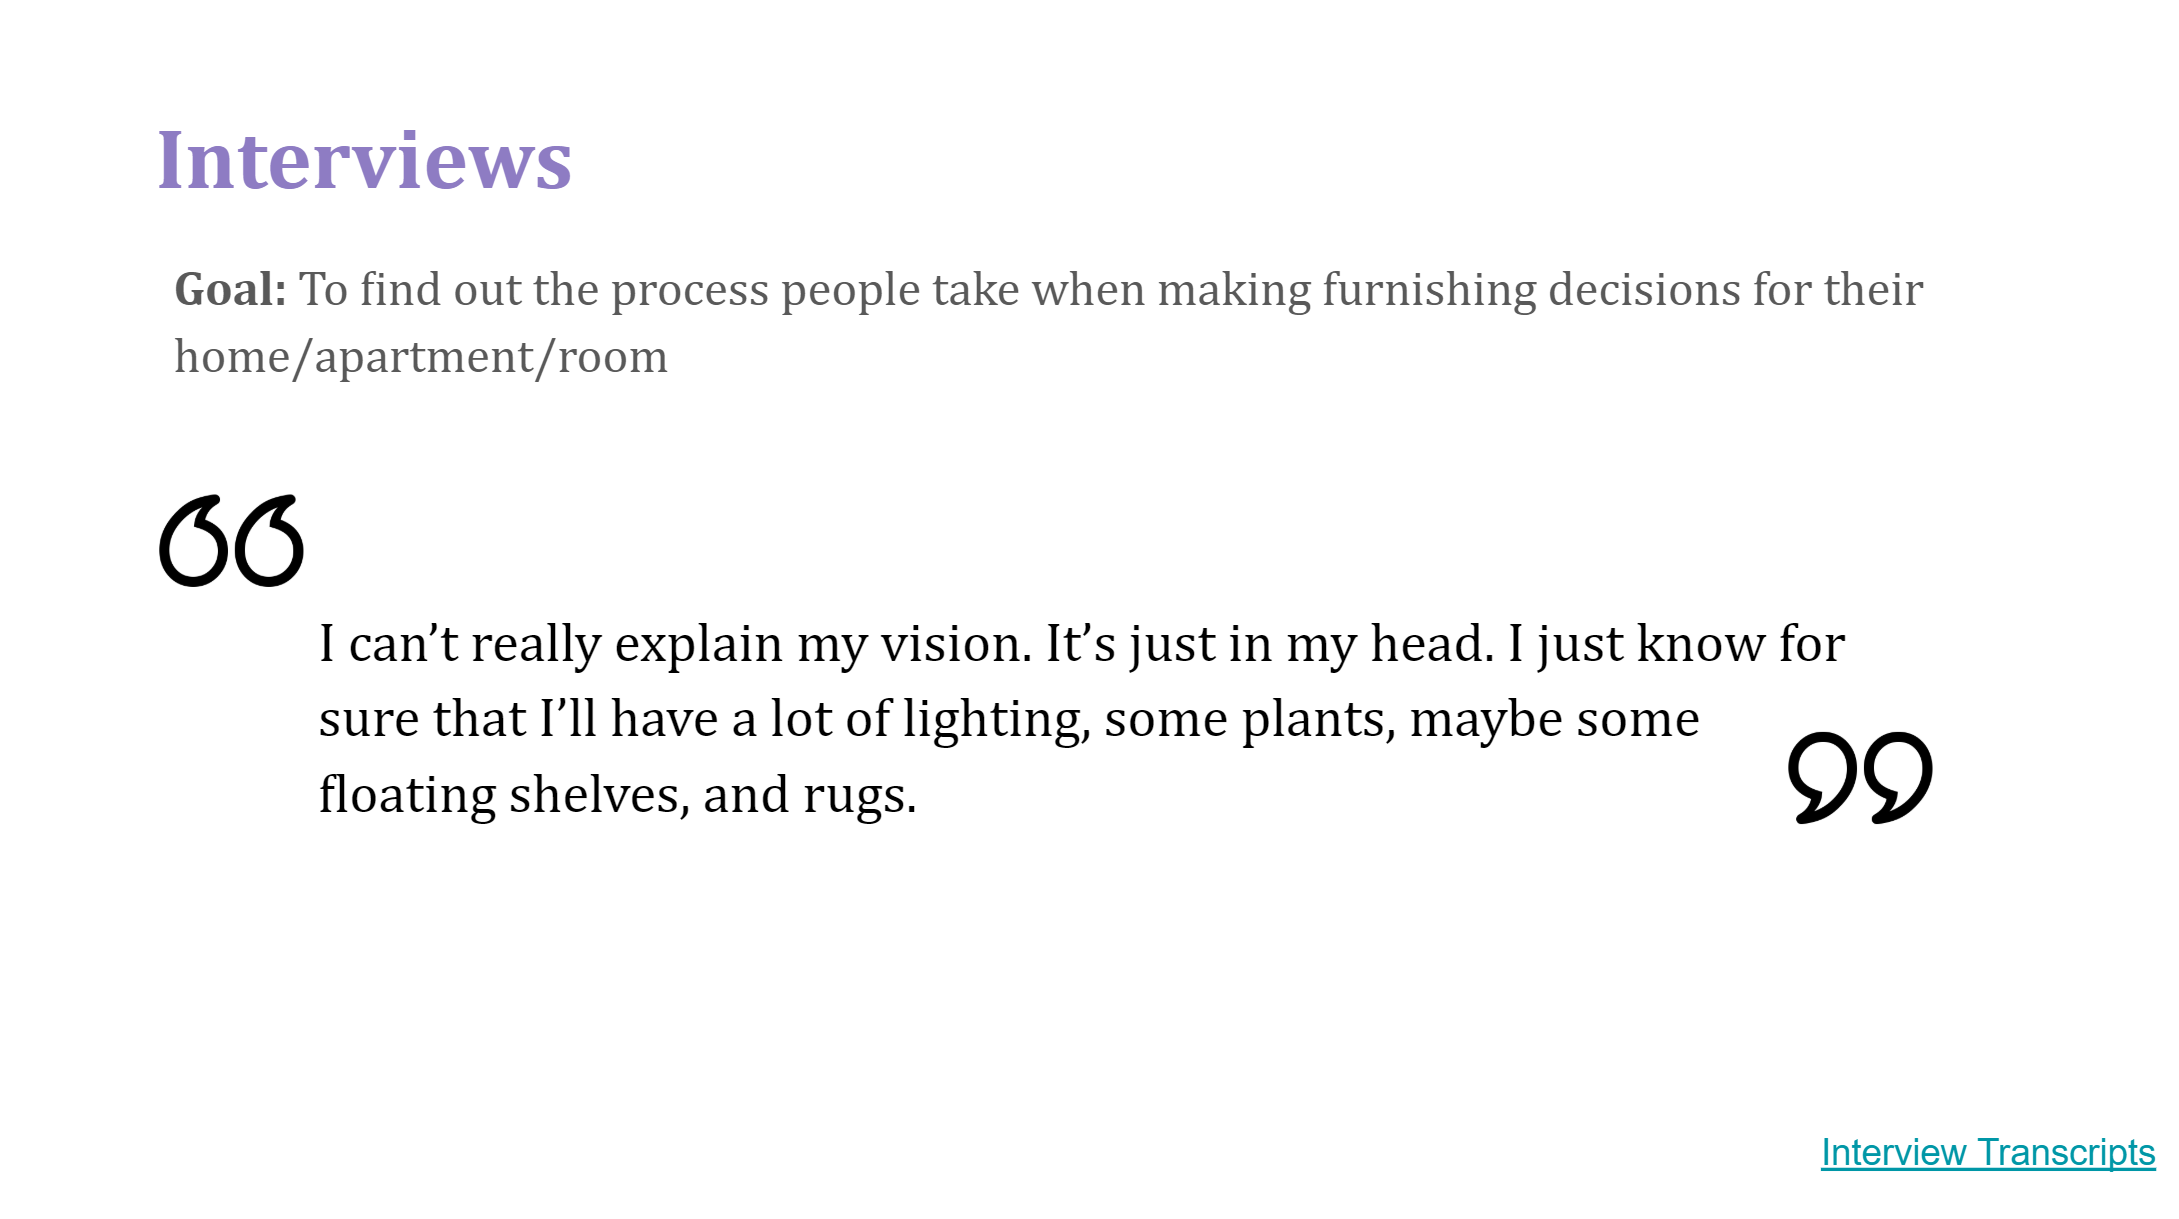 Interviews
Goal: To find out the process people take when making furnishing decisions for their
home/apartment/room
“
I can’t really explain my vision. It’s just in my head. I just know for
sure that I’ll have a lot of lighting, some plants, maybe some
floating shelves, and rugs.
”
Interview Transcripts